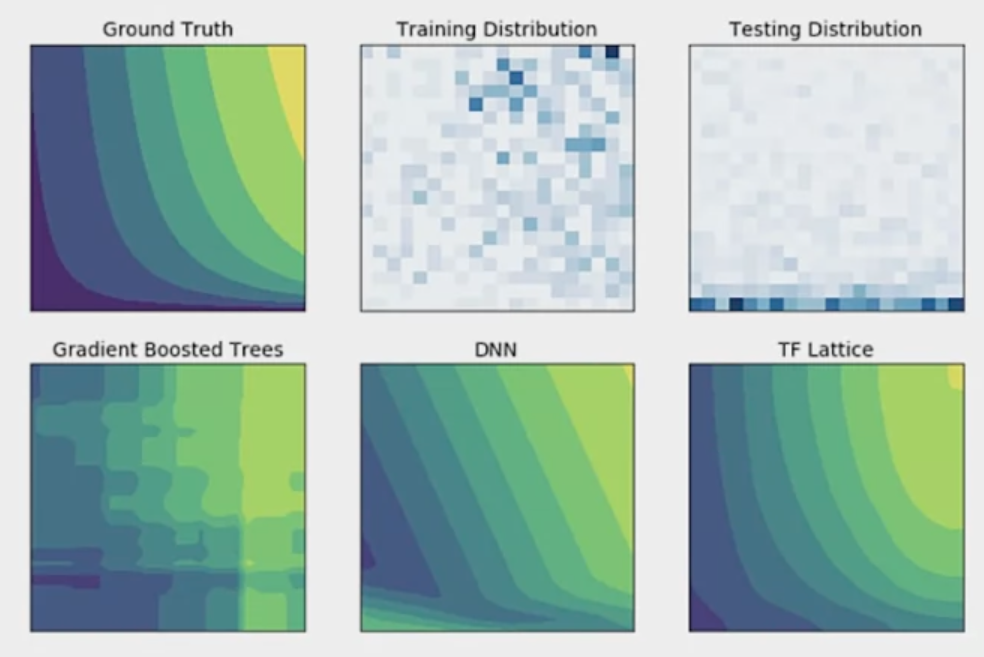 Ground Truth
Training Distribution
Testing Distribution
Gradient Boosted Trees
DNN
TF Lattice